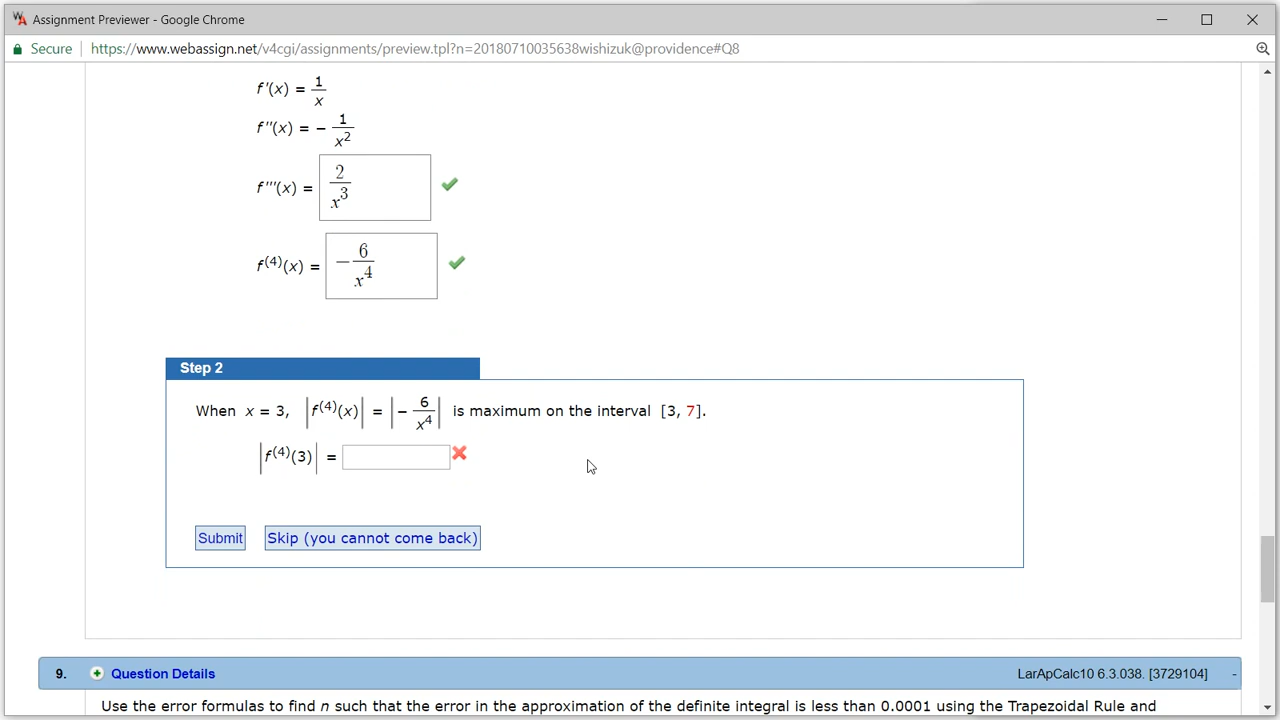 Assignment Previewer - Google Chrome
Secure https://www.webassign.net/v4cgi/assignments/preview.tpl?n=20180710035638wishizuk@providence#Q8
f'(x) = 1/x
f''(x) = − 1/x²
f'''(x) = 2/x³
f⁽⁴⁾(x) = −6/x⁴
Step 2
When x = 3, |f⁽⁴⁾(x)| = |− 6/x⁴| is maximum on the interval [3, 7].
|f⁽⁴⁾(3)| =
Submit Skip (you cannot come back)
9. + Question Details LarApCalc10 6.3.038. [3729104] -
Use the error formulas to find n such that the error in the approximation of the definite integral is less than 0.0001 using the Trapezoidal Rule and